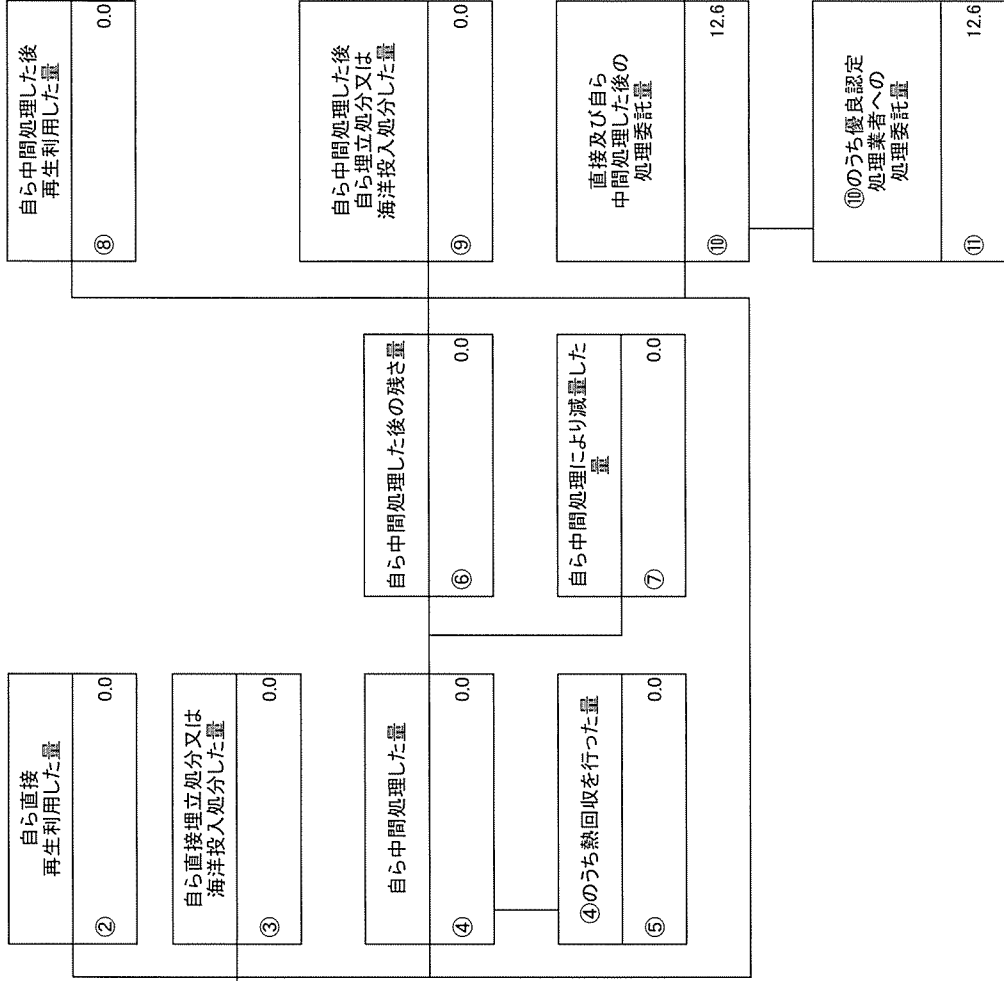 自ら直接
再生利用した量
② 0.0
自ら直接埋立処分又は
海洋投入処分した量
③ 0.0
自ら中間処理した量
④ 0.0
④のうち熱回収を行った量
⑤ 0.0
自ら中間処理した後の残さ量
⑥ 0.0
自ら中間処理により減量した
量
⑦ 0.0
自ら中間処理した後
再生利用した量
⑧ 0.0
自ら中間処理した後
自ら埋立処分又は
海洋投入処分した量
⑨ 0.0
直接及び自ら
中間処理した後の
処理委託量
⑩ 12.6
⑩のうち優良認定
処理業者への
処理委託量
⑪ 12.6